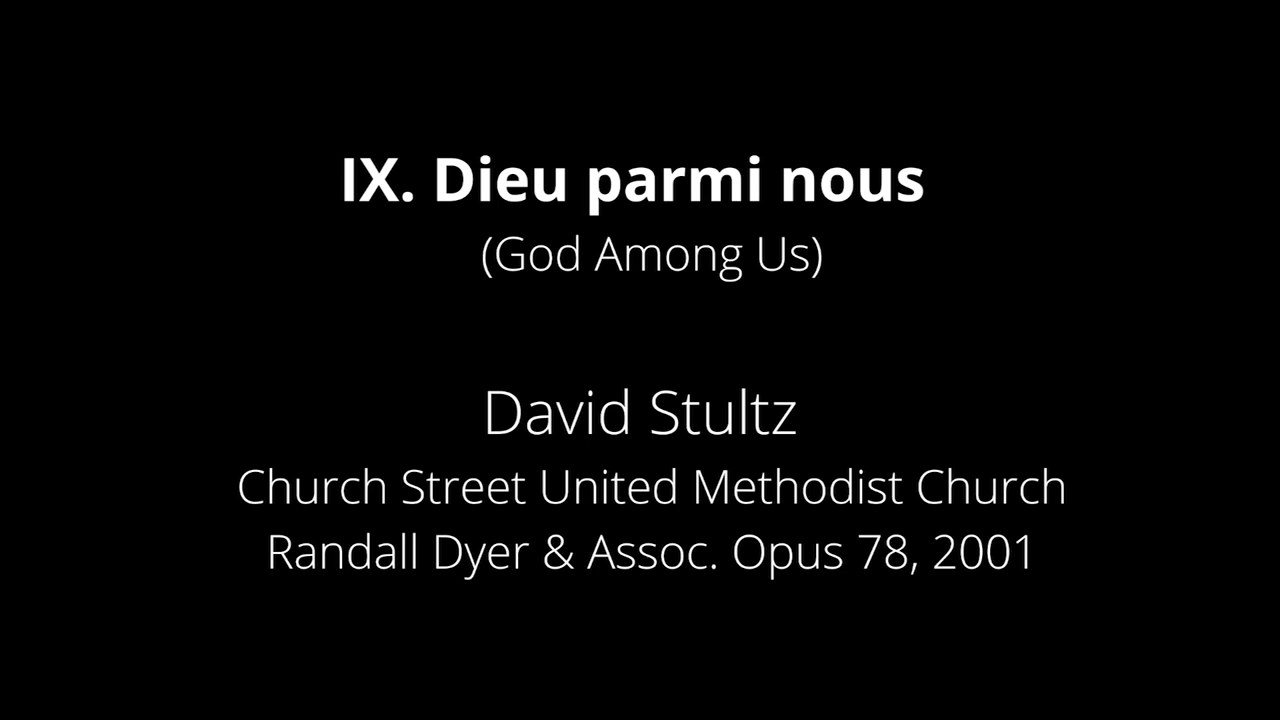 IX. Dieu parmi nous
(God Among Us)
David Stultz
Church Street United Methodist Church
Randall Dyer & Assoc. Opus 78, 2001